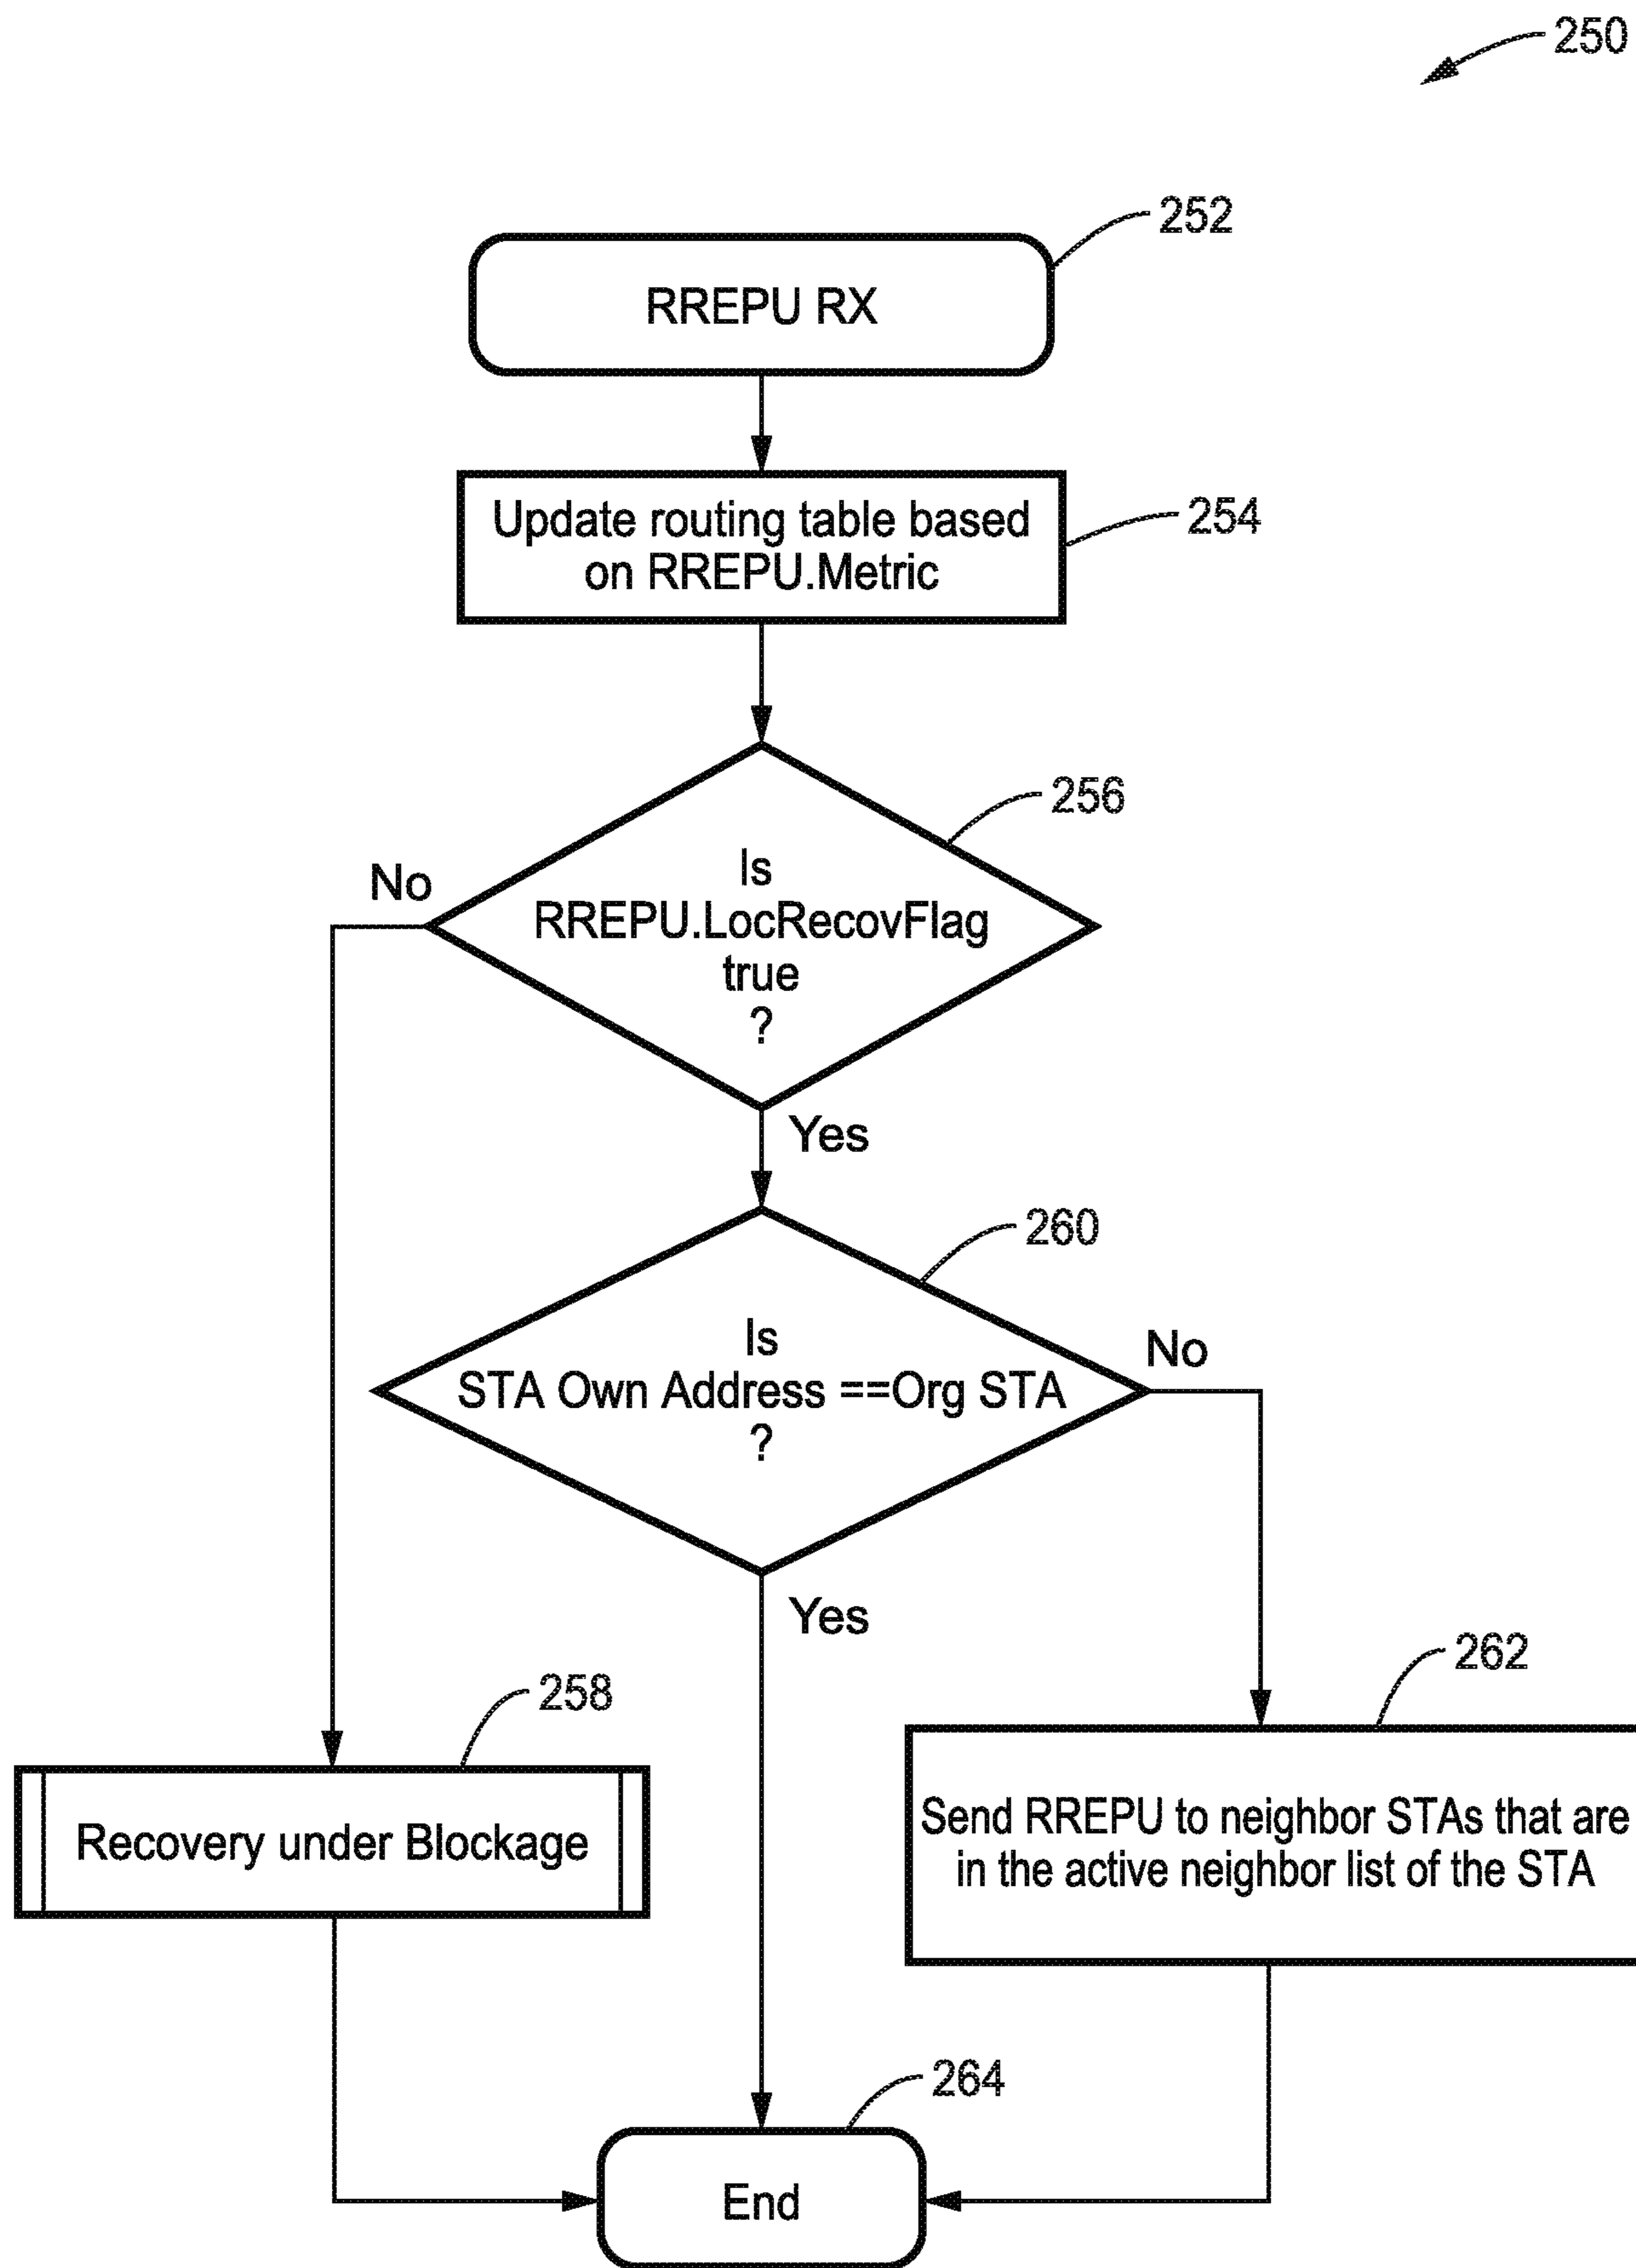 250
252
RREPU RX
254
Update routing table based
on RREPU.Metric
256
No
Is
RREPU.LocRecovFlag
true
?
Yes
260
Is
STA Own Address ==Org STA
?
No
Yes
258
Recovery under Blockage
262
Send RREPU to neighbor STAs that are
in the active neighbor list of the STA
264
End